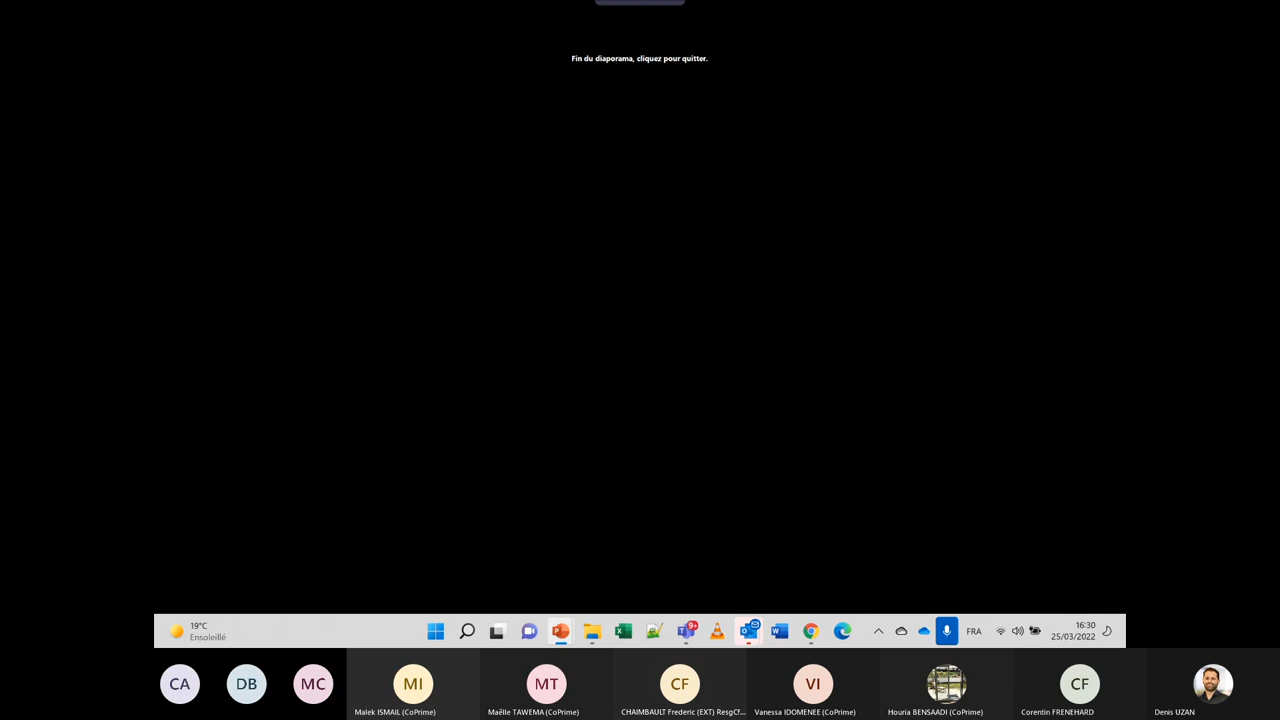 Fin du diaporama, cliquez pour quitter.
19°C
Ensoleillé
9+
FRA
16:30
25/03/2022
CA
DB
MC
MI
Malek ISMAIL (CoPrime)
MT
Maëlle TAWEMA (CoPrime)
CF
CHAIMBAULT Frederic (EXT) ResgCf...
VI
Vanessa IDOMENEE (CoPrime)
Houria BENSAADI (CoPrime)
CF
Corentin FRENEHARD
Denis UZAN